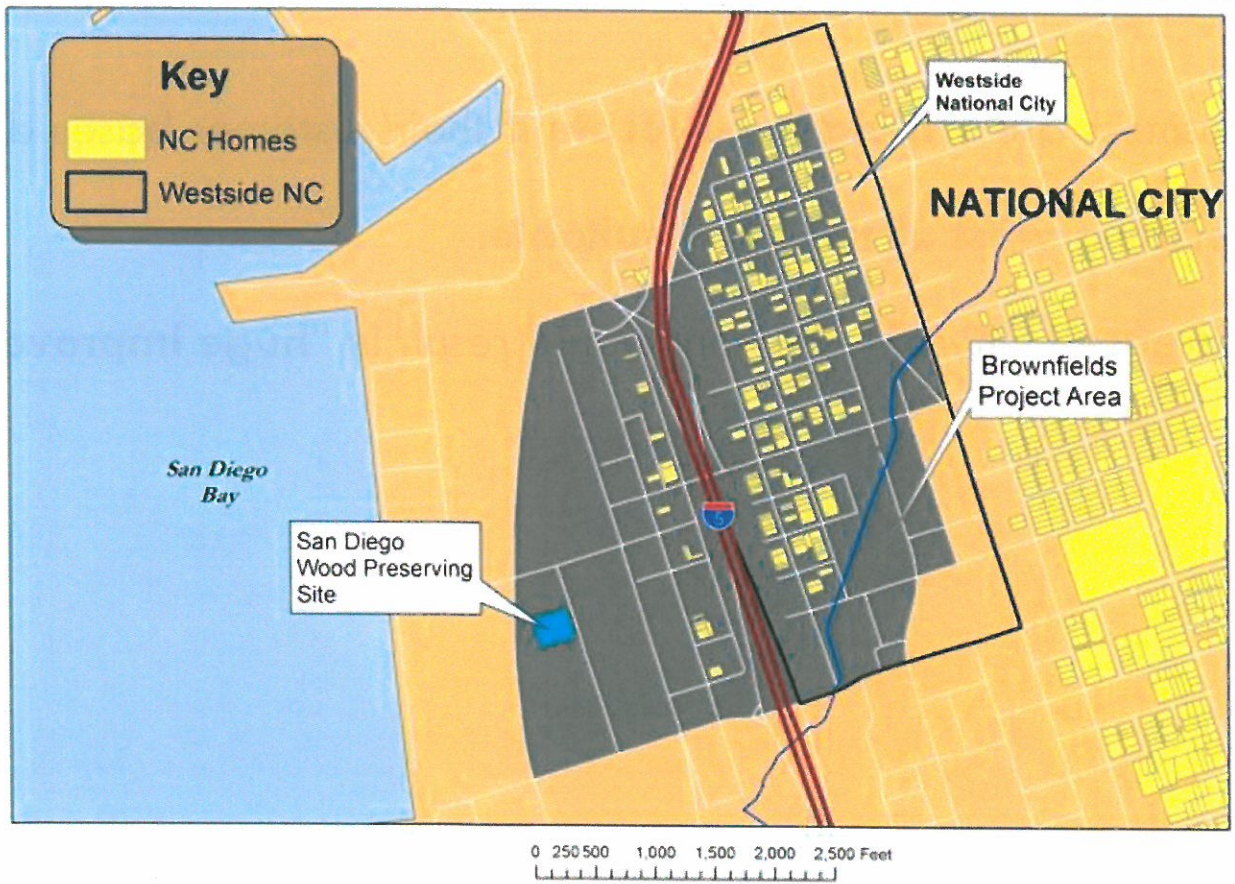 Key
NC Homes
Westside NC
Westside
National City
NATIONAL CITY
Brownfields
Project Area
San Diego
Bay
San Diego
Wood Preserving
Site
5
0 250 500 1,000 1,500 2,000 2,500 Feet